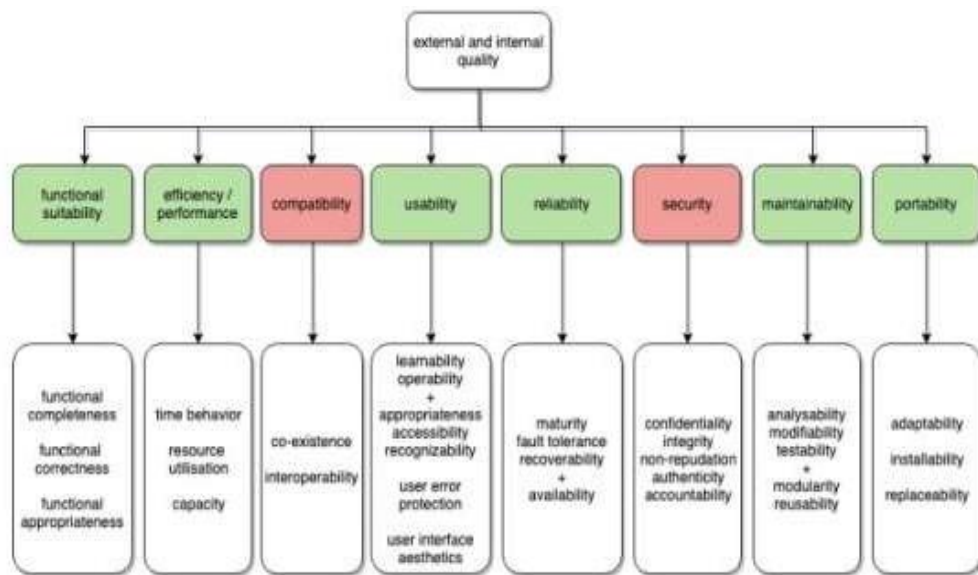 external and internal
quality
functional
suitability
efficiency /
performance
compatibility
usability
reliability
security
maintainability
portability
functional
completeness
functional
correctness
functional
appropriateness
time behavior
resource
utilisation
capacity
co-existence
interoperability
learnability
operability
+
appropriateness
accessibility
recognizability
user error
protection
user interface
aesthetics
maturity
fault tolerance
recoverability
+
availability
confidentiality
integrity
non-repudation
authenticity
accountability
analysability
modifiability
testability
+
modularity
reusability
adaptability
installability
replaceability